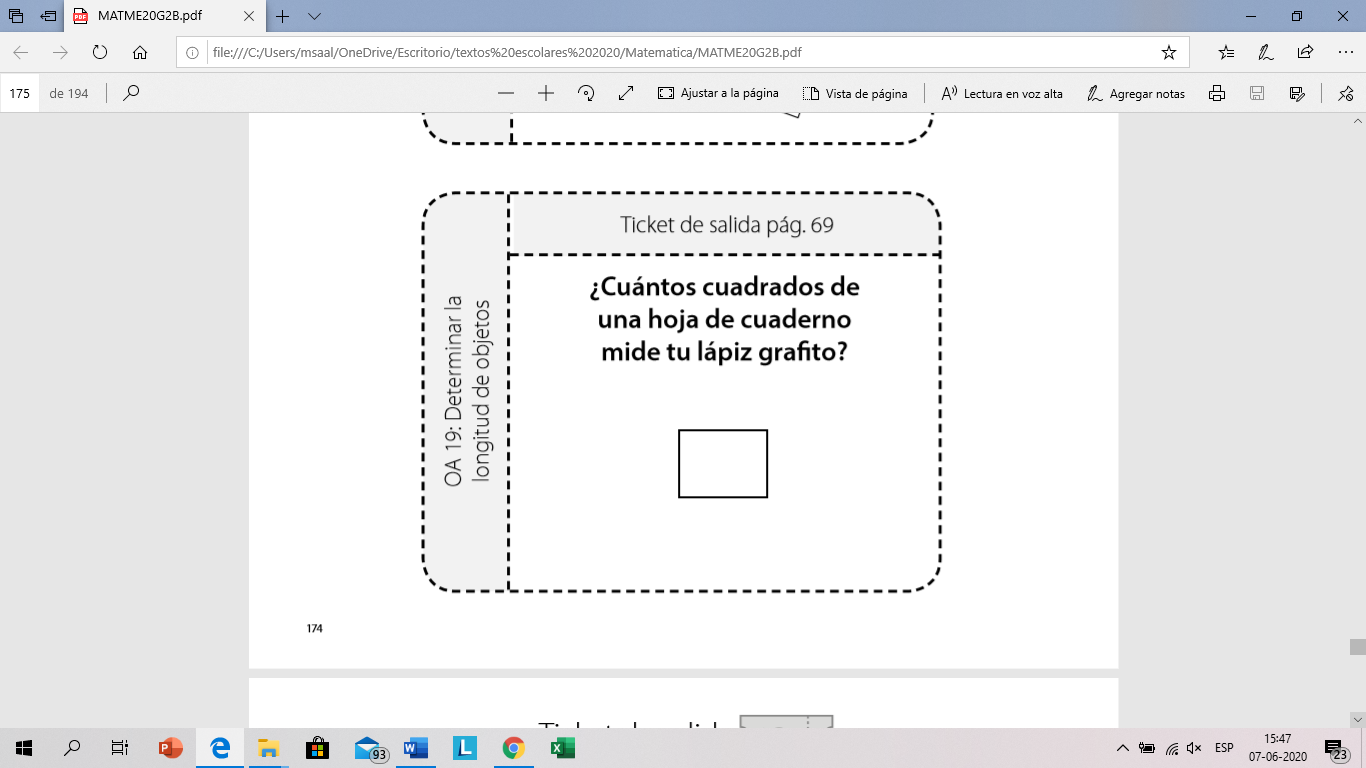 MATME20G2B.pdf
file:///C:/Users/msaal/OneDrive/Escritorio/textos%20escolares%202020/Matematica/MATME20G2B.pdf
175 de 194
Ajustar a la página
Vista de página
Lectura en voz alta
Agregar notas
Ticket de salida pág. 69
OA 19: Determinar la
longitud de objetos
¿Cuántos cuadrados de
una hoja de cuaderno
mide tu lápiz grafito?
174
93
ESP
15:47
07-06-2020
23